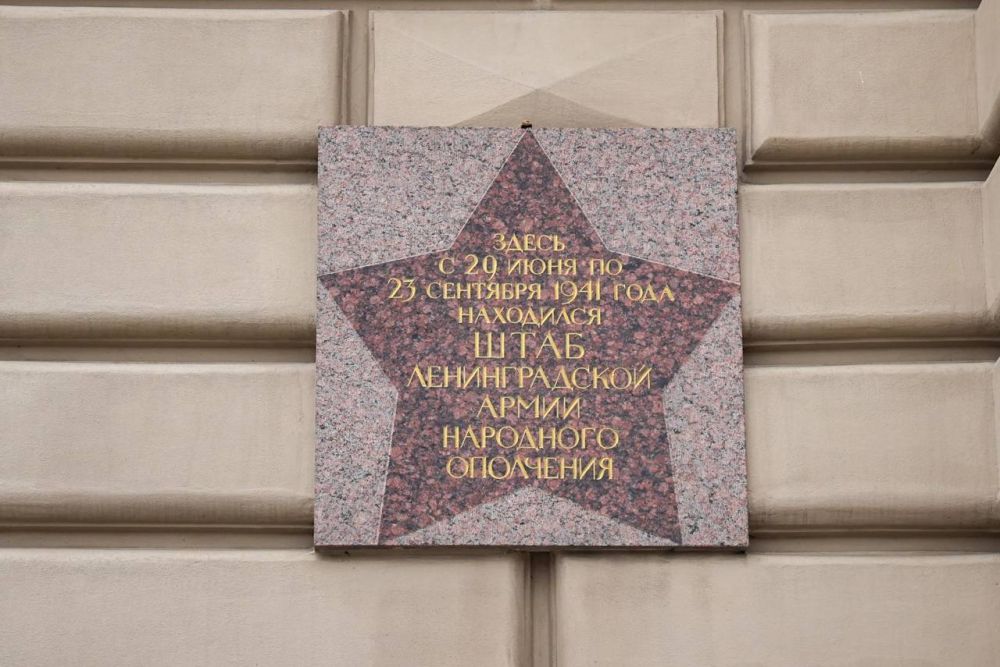 ЗДЕСЬ
С 29 ИЮНЯ ПО
23 СЕНТЯБРЯ 1941 ГОДА
НАХОДИЛСЯ
ШТАБ
ЛЕНИНГРАДСКОЙ
АРМИИ
НАРОДНОГО
ОПОЛЧЕНИЯ